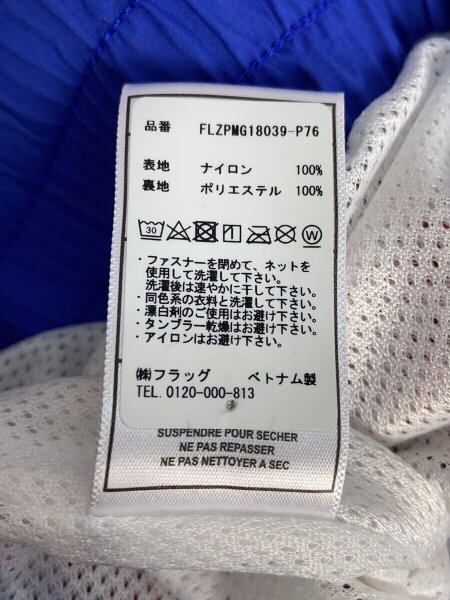 品番 FLZPMG18039-P76
表地 ナイロン 100%
裏地 ポリエステル 100%
30 W
・ファスナーを閉めて、ネットを
使用して洗濯して下さい。
洗濯後は速やかに干して下さい。
・同色系の衣料と洗濯して下さい。
・漂白剤のご使用はお避け下さい。
・タンブラー乾燥はお避け下さい。
・アイロンはお避け下さい。
㈱フラッグ ベトナム製
TEL.0120-000-813
SUSPENDRE POUR SECHER
NE PAS REPASSER
NE PAS NETTOYER A SEC